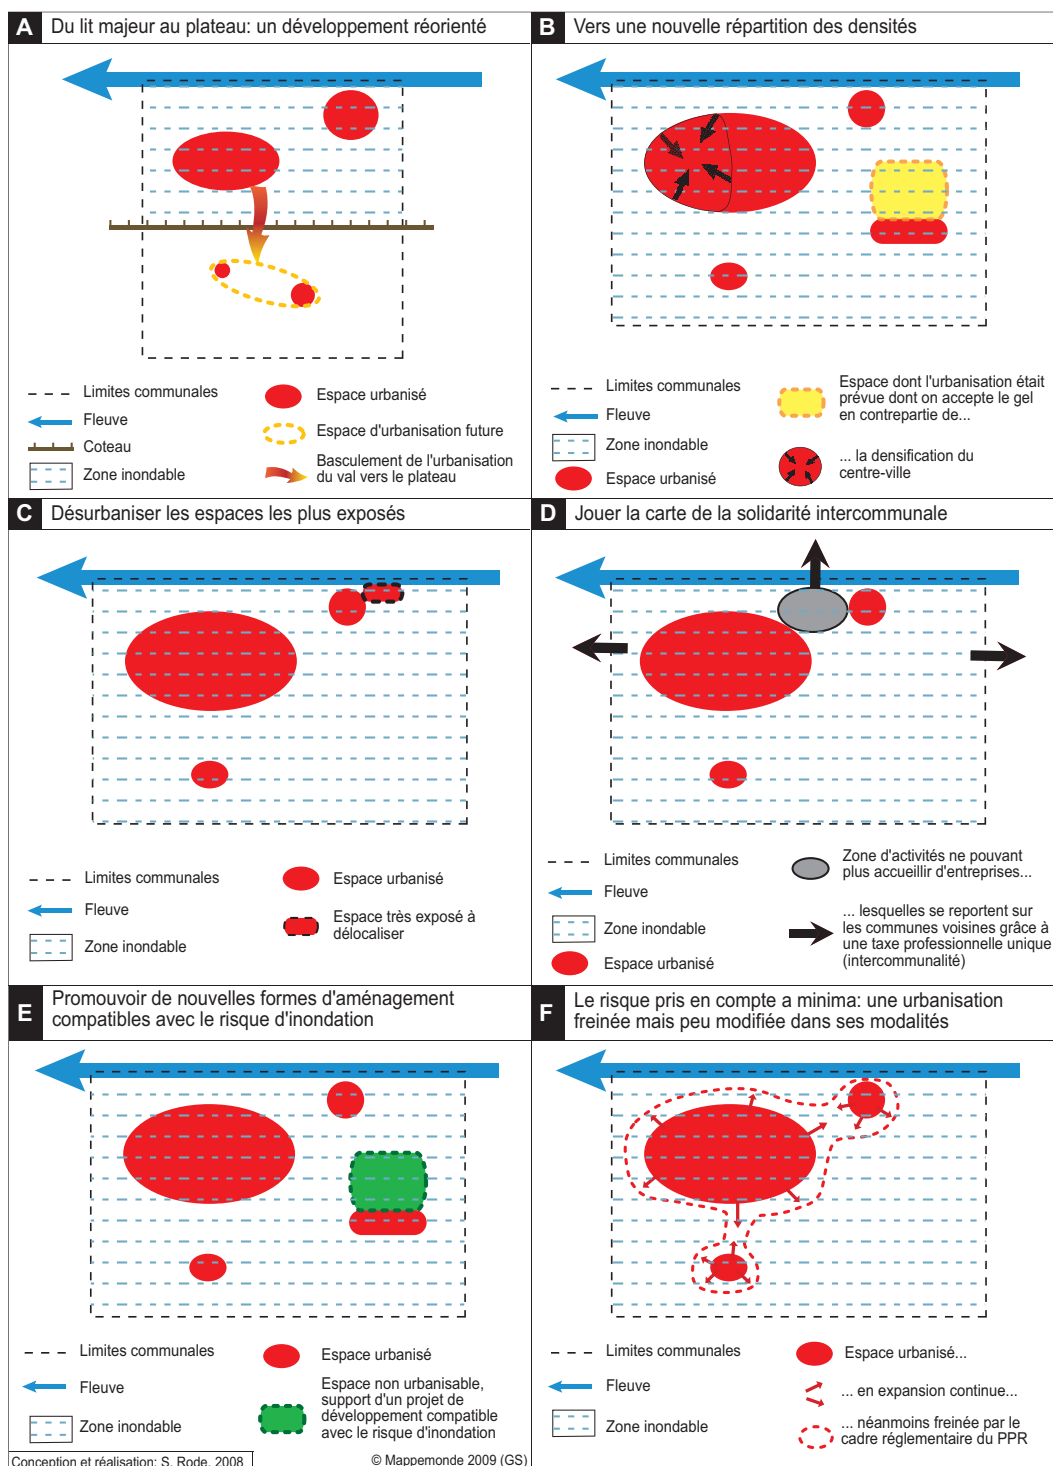 A Du lit majeur au plateau: un développement réorienté
Limites communales
Fleuve
Coteau
Zone inondable
Espace urbanisé
Espace d'urbanisation future
Basculement de l'urbanisation
du val vers le plateau
B Vers une nouvelle répartition des densités
Limites communales
Fleuve
Zone inondable
Espace urbanisé
Espace dont l'urbanisation était
prévue dont on accepte le gel
en contrepartie de...
... la densification du
centre-ville
C Désurbaniser les espaces les plus exposés
Limites communales
Fleuve
Zone inondable
Espace urbanisé
Espace très exposé à
délocaliser
D Jouer la carte de la solidarité intercommunale
Limites communales
Fleuve
Zone inondable
Espace urbanisé
Zone d'activités ne pouvant
plus accueillir d'entreprises...
... lesquelles se reportent sur
les communes voisines grâce à
une taxe professionnelle unique
(intercommunalité)
E Promouvoir de nouvelles formes d'aménagement
compatibles avec le risque d'inondation
Limites communales
Fleuve
Zone inondable
Espace urbanisé
Espace non urbanisable,
support d'un projet de
développement compatible
avec le risque d'inondation
F Le risque pris en compte a minima: une urbanisation
freinée mais peu modifiée dans ses modalités
Limites communales
Fleuve
Zone inondable
Espace urbanisé...
... en expansion continue...
... néanmoins freinée par le
cadre réglementaire du PPR
Conception et réalisation: S. Rode, 2008
© Mappemonde 2009 (GS)